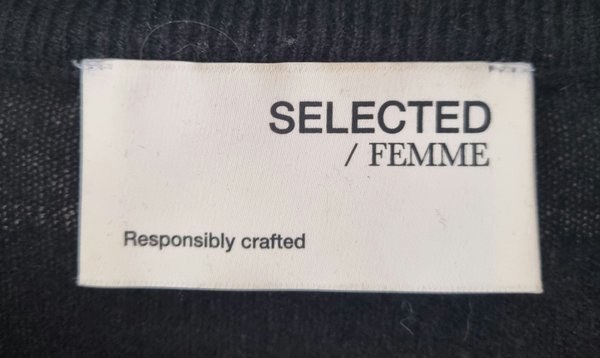 SELECTED
/ FEMME
Responsibly crafted